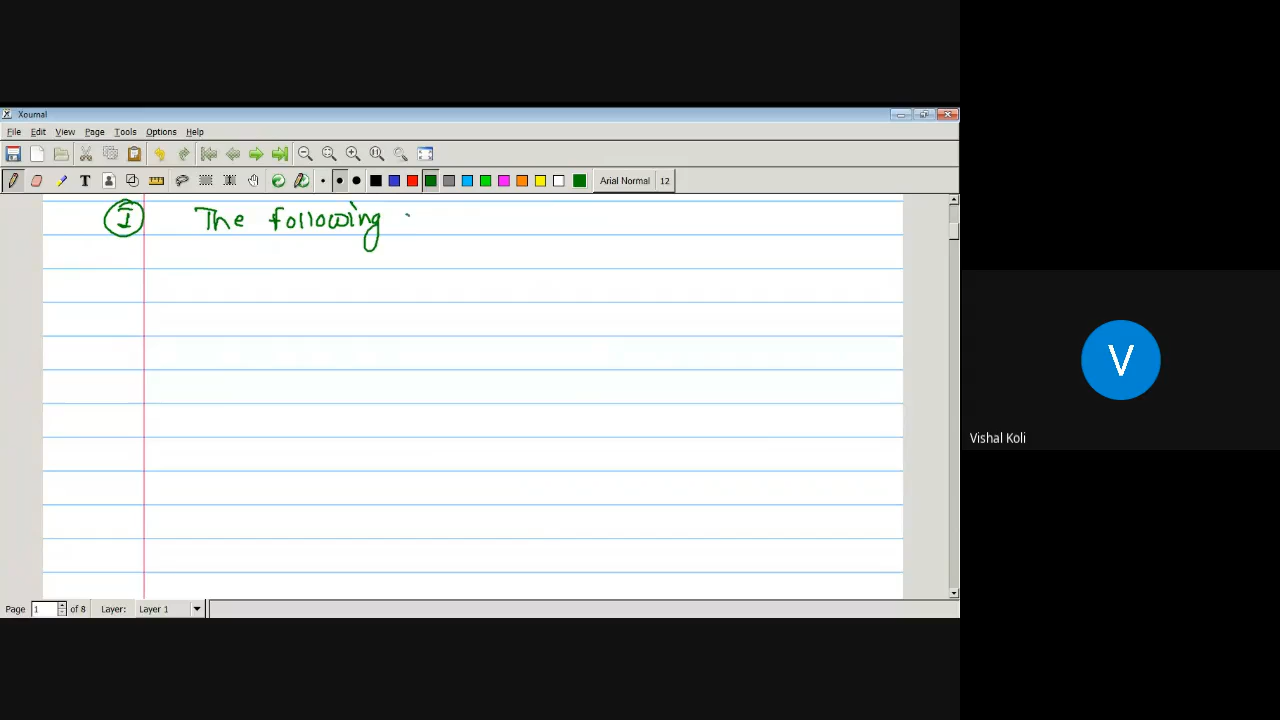 Xournal
File Edit View Page Tools Options Help
Arial Normal 12
I The following
Page 1 of 8 Layer: Layer 1
V
Vishal Koli